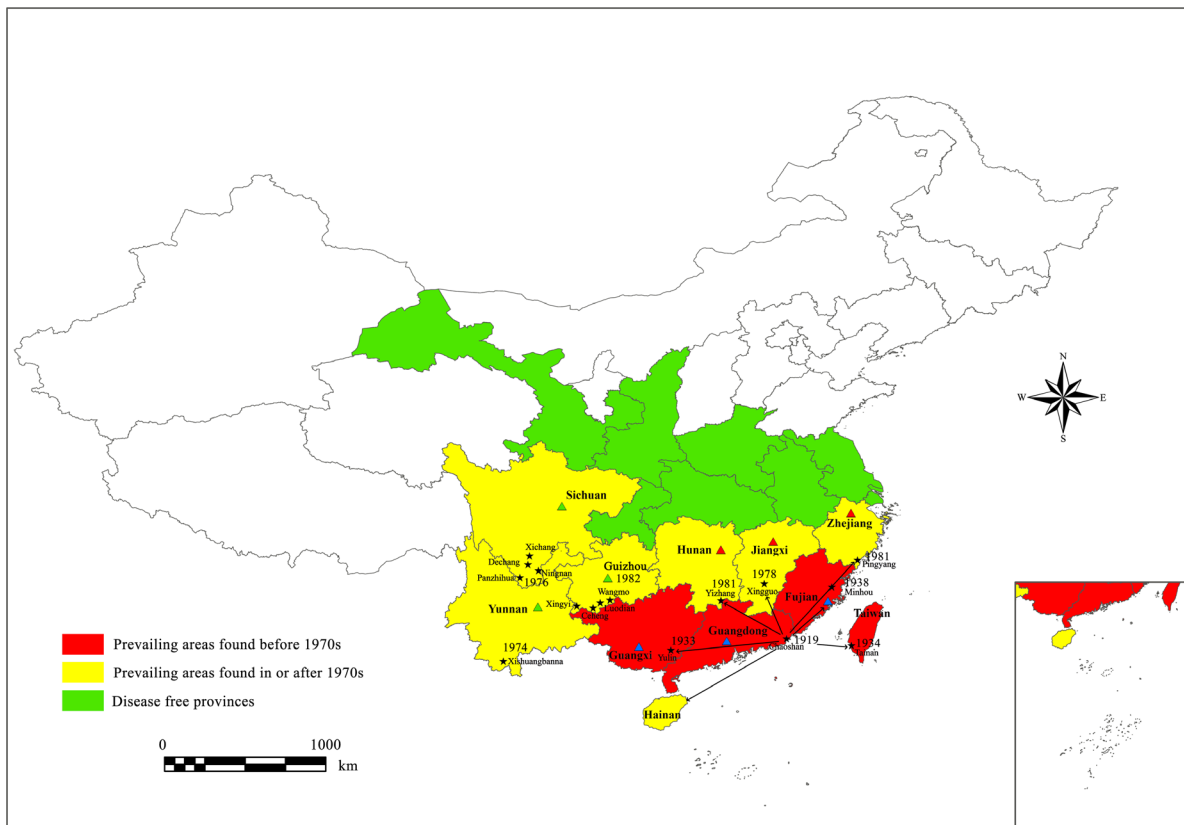 N
W
E
S
Sichuan
Zhejiang
Xichang
Hunan
Jiangxi
1981
Pingyang
Dechang
Guizhou
Ningnan
Panzhihua
1976
1982
1978
Xingguo
1938
Minhou
1981
Yizhang
Fujian
Wangmo
Luodian
Xingyi
Ceheng
Yunnan
Taiwan
Guangdong
1933
1919
Chaoshan
1934
Tainan
Yulin
Guangxi
1974
Xishuangbanna
Hainan
Prevailing areas found before 1970s
Prevailing areas found in or after 1970s
Disease free provinces
0
1000
km